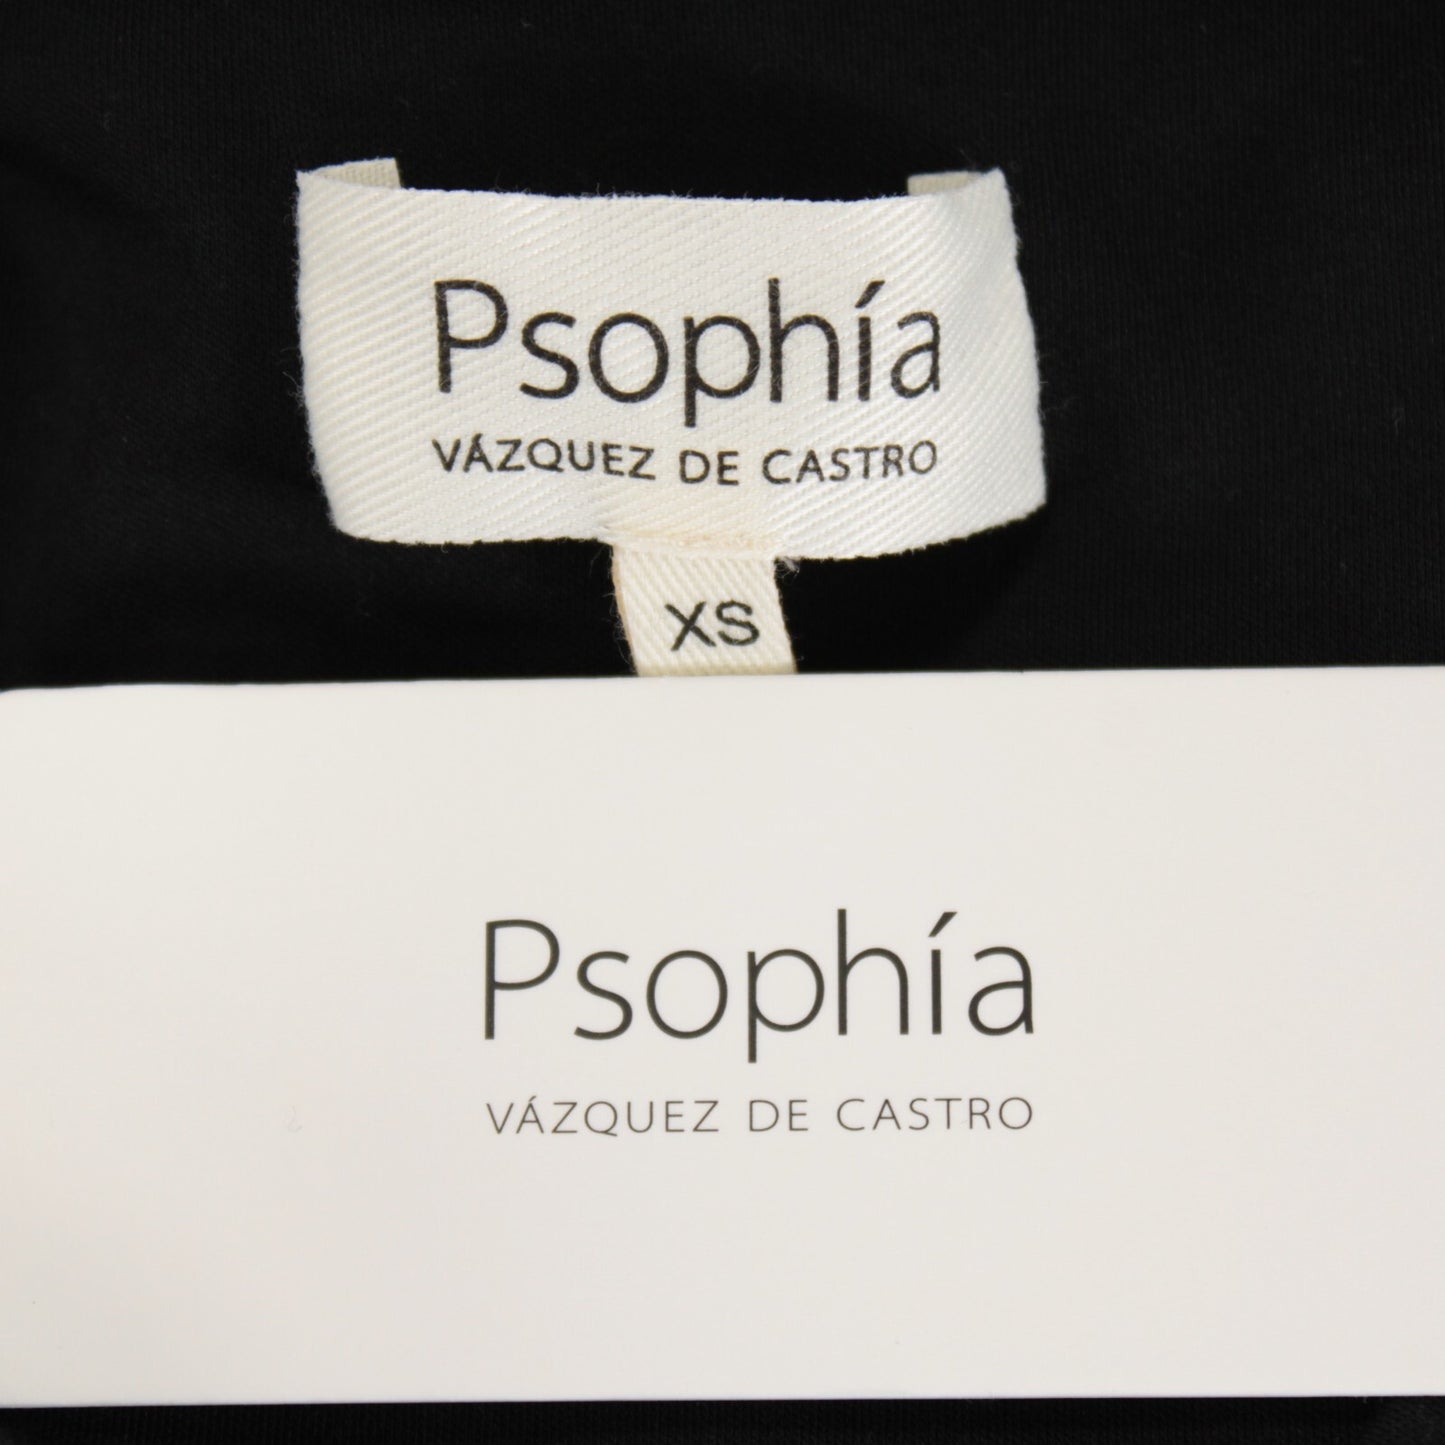 Psophía
VÁZQUEZ DE CASTRO
XS
Psophía
VÁZQUEZ DE CASTRO